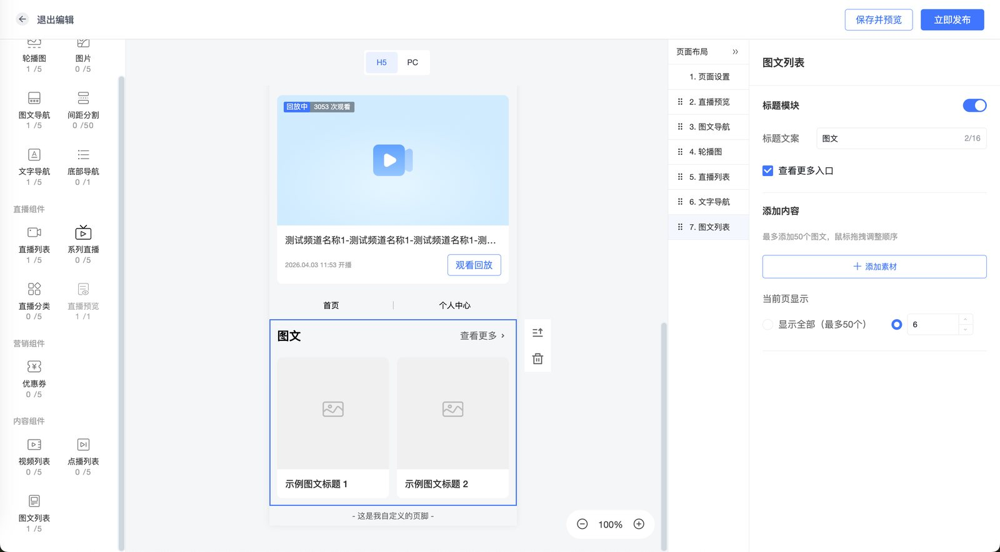 退出编辑
保存并预览
立即发布
轮播图
1 /5
图片
0 /5
图文导航
1 /5
间距分割
0 /50
文字导航
1 /5
底部导航
0 /1
直播组件
直播列表
1 /5
系列直播
0 /5
直播分类
0 /5
直播预览
1 /1
营销组件
优惠券
0 /5
内容组件
视频列表
0 /5
点播列表
0 /5
图文列表
1 /5
H5
PC
回放中
3053 次观看
测试频道名称1-测试频道名称1-测试频道名称1-测...
2026.04.03 11:53 开播
观看回放
首页
个人中心
图文
查看更多
示例图文标题 1
示例图文标题 2
- 这是我自定义的页脚 -
100%
页面布局
1. 页面设置
2. 直播预览
3. 图文导航
4. 轮播图
5. 直播列表
6. 文字导航
7. 图文列表
图文列表
标题模块
标题文案
图文
2/16
查看更多入口
添加内容
最多添加50个图文，鼠标拖拽调整顺序
添加素材
当前页显示
显示全部（最多50个）
6